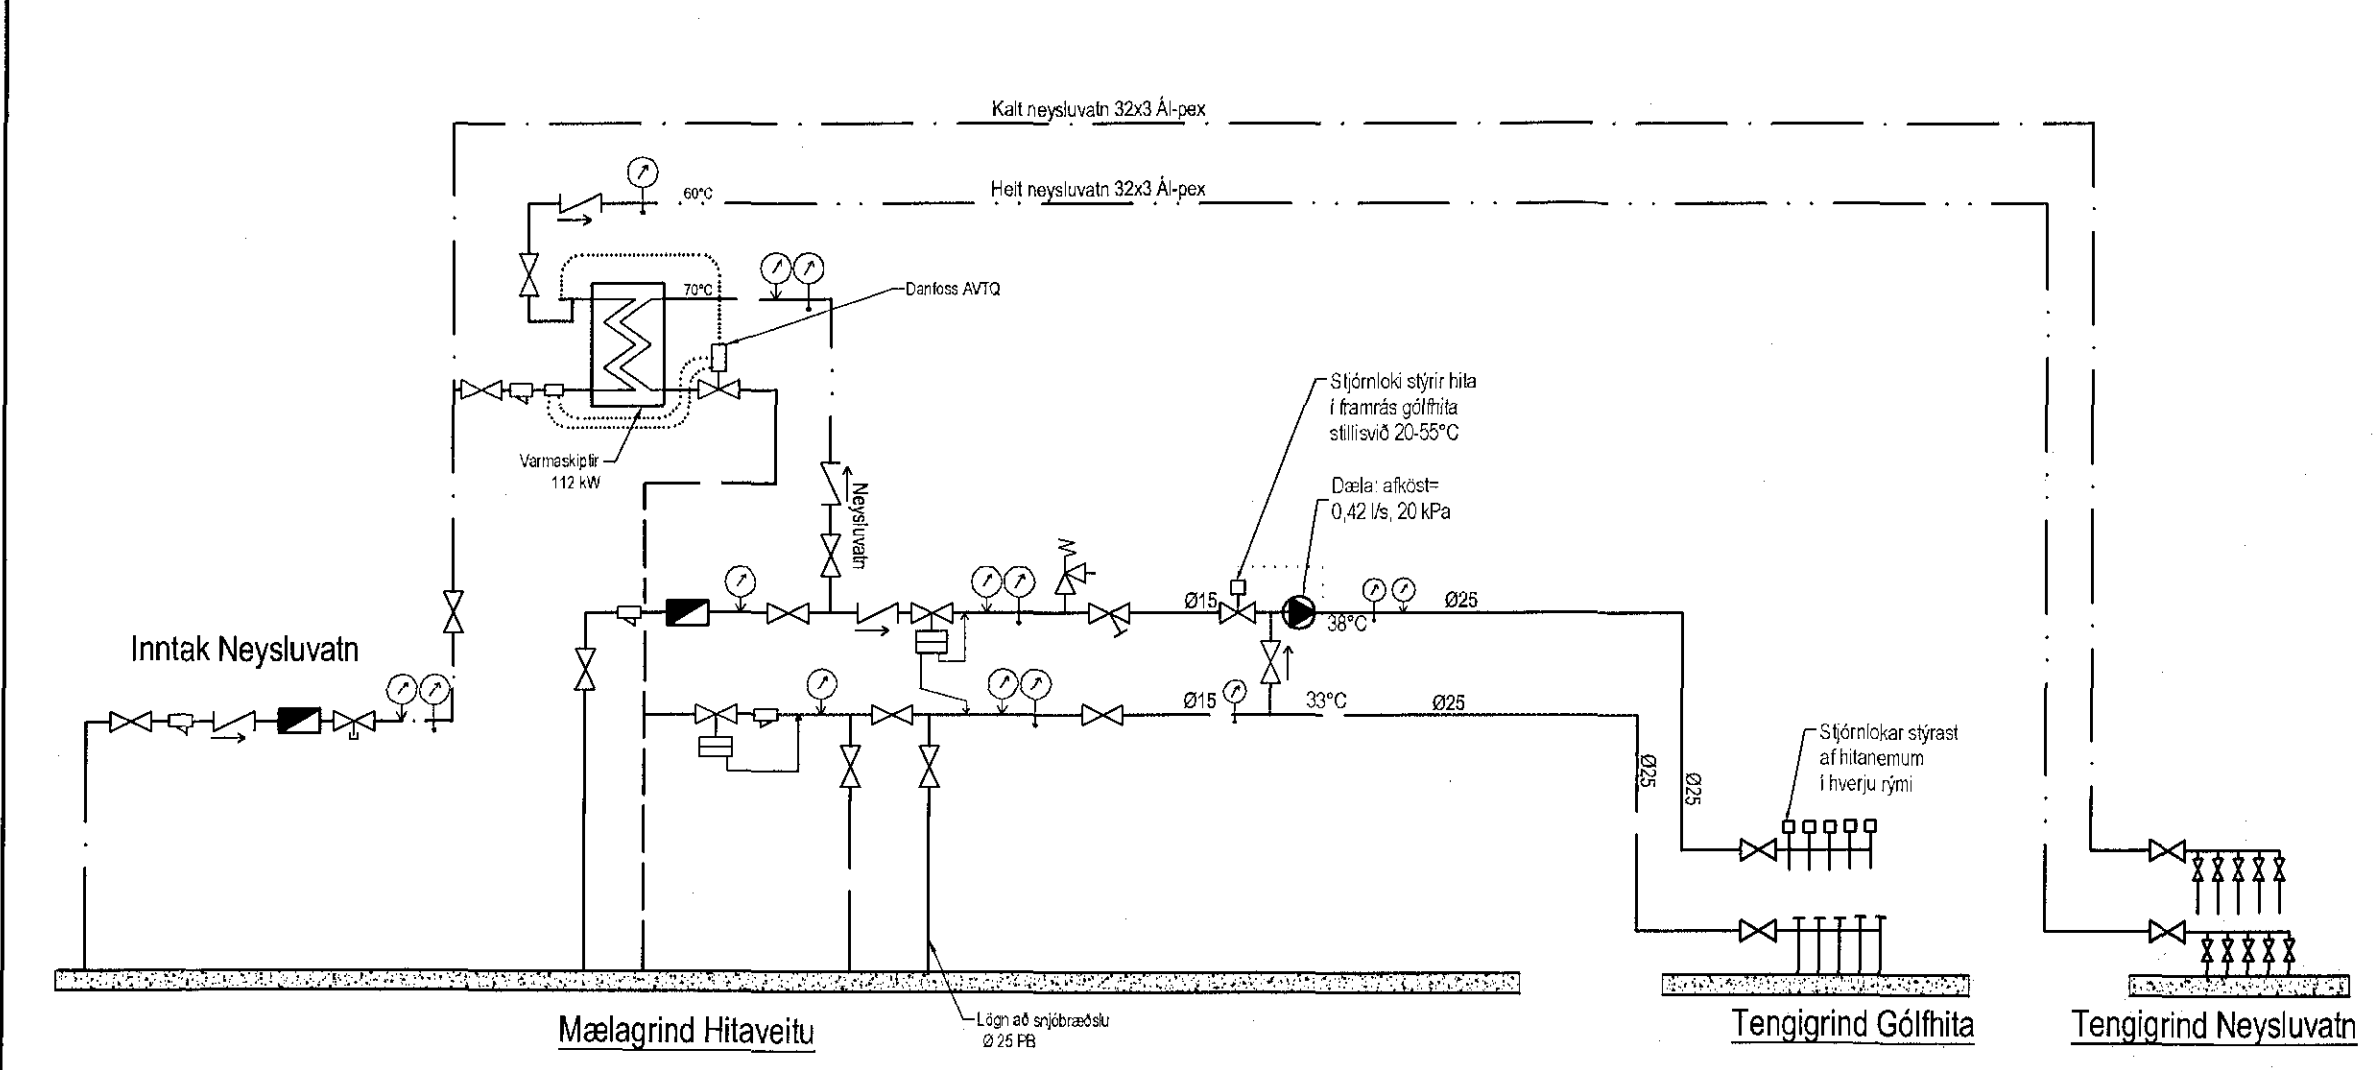 Kalt neysluvatn 32x3 Ál-pex
60°C
Heit neysluvatn 32x3 Ál-pex
70°C
Danfoss AVTQ
Varmaskiptir
112 kW
Neysluvatn
Stjórnloki stýrir hita
í framrás gólfhita
stillisvið 20-55°C
Dæla: afköst=
0,42 l/s, 20 kPa
Ø15
38°C
Ø25
Inntak Neysluvatn
Ø15
33°C
Ø25
Ø25
Ø25
Stjórnlokar stýrast
af hitanemum
í hverju rými
Mælagrind Hitaveitu
Lögn að snjóbræðslu
Ø 25 PB
Tengigrind Gólfhita
Tengigrind Neysluvatn